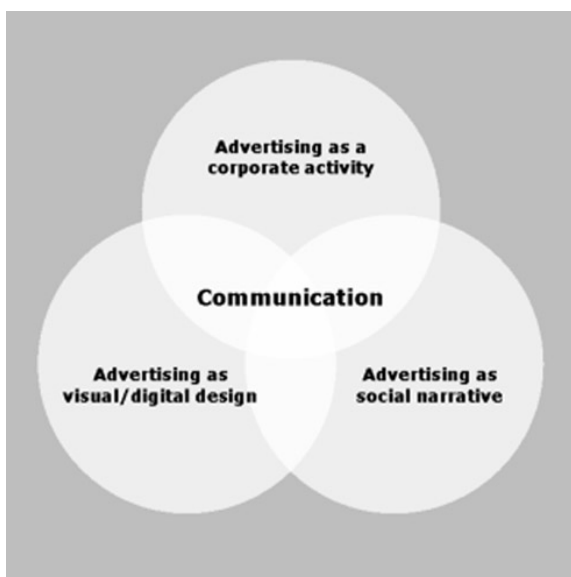 Advertising as a
corporate activity
Communication
Advertising as
visual/digital design
Advertising as
social narrative